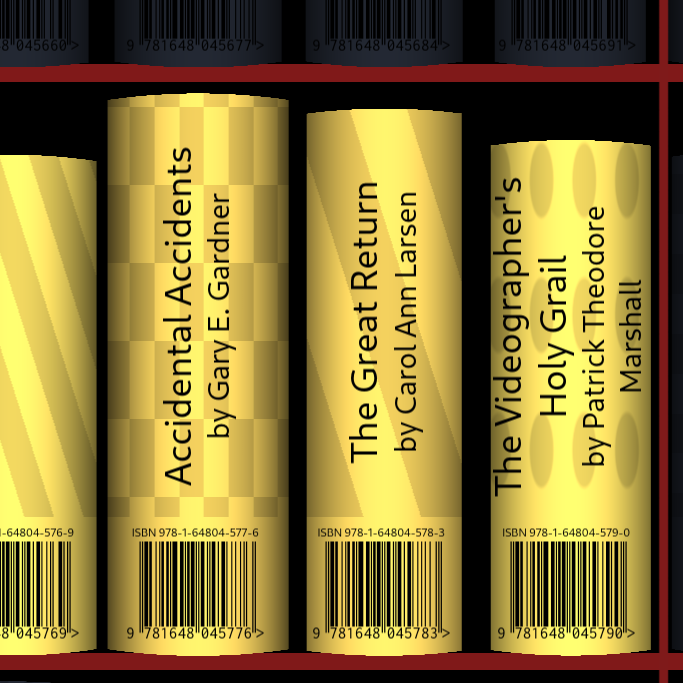 8"045660>
9 781648"045677>
9 781648"045684>
9 781648"045691>
1-64804-576-9
8"045769>
Accidental Accidents
by Gary E. Gardner
ISBN 978-1-64804-577-6
9 781648"045776>
The Great Return
by Carol Ann Larsen
ISBN 978-1-64804-578-3
9 781648"045783>
The Videographer's
Holy Grail
by Patrick Theodore
Marshall
ISBN 978-1-64804-579-0
9 781648"045790>